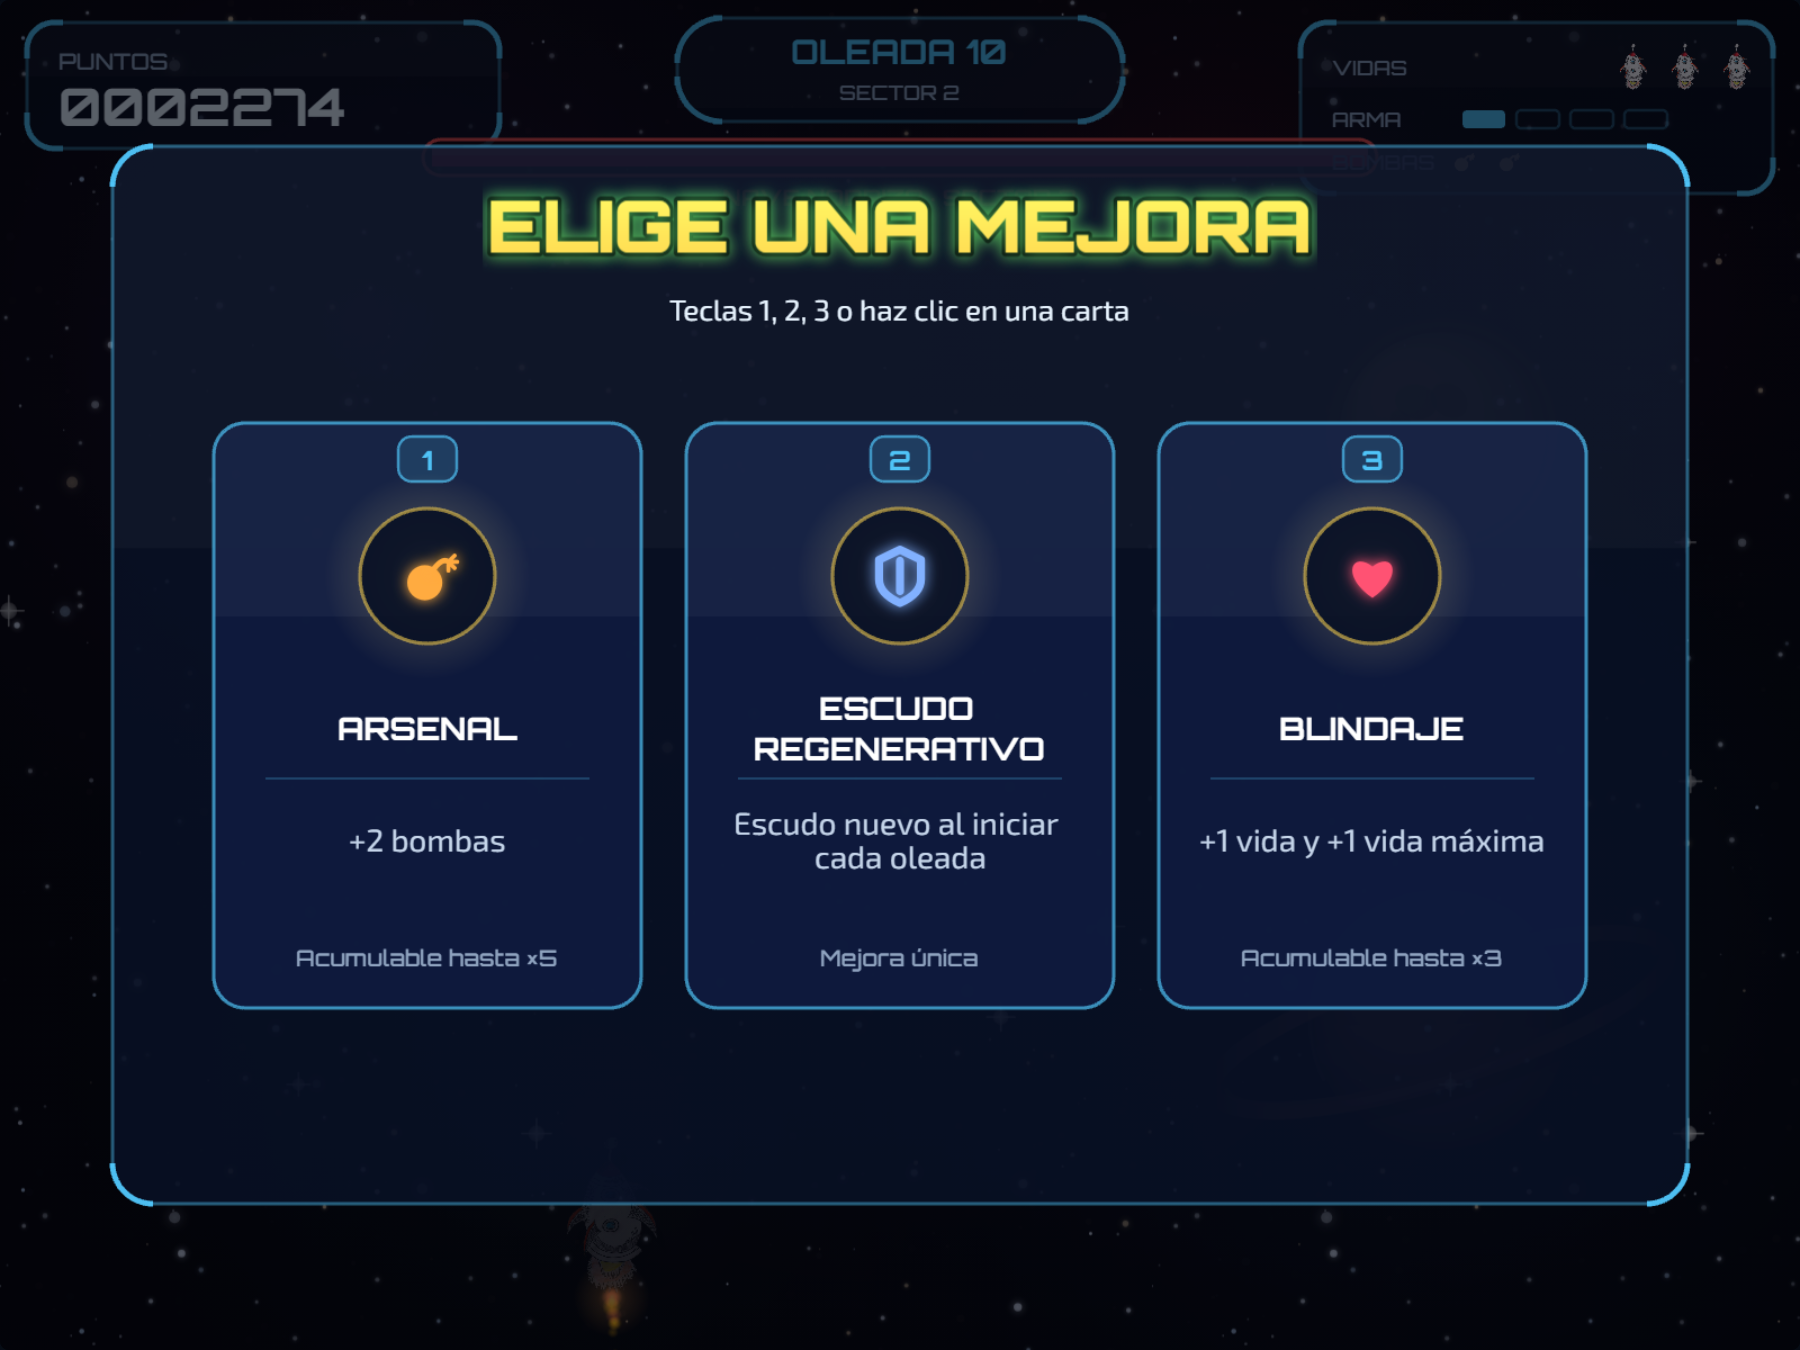 PUNTOS
0002274
OLEADA 10
SECTOR 2
VIDAS
ARMA
BOMBAS
ELIGE UNA MEJORA
Teclas 1, 2, 3 o haz clic en una carta
1
ARSENAL
+2 bombas
Acumulable hasta x5
2
ESCUDO
REGENERATIVO
Escudo nuevo al iniciar
cada oleada
Mejora única
3
BLINDAJE
+1 vida y +1 vida máxima
Acumulable hasta x3